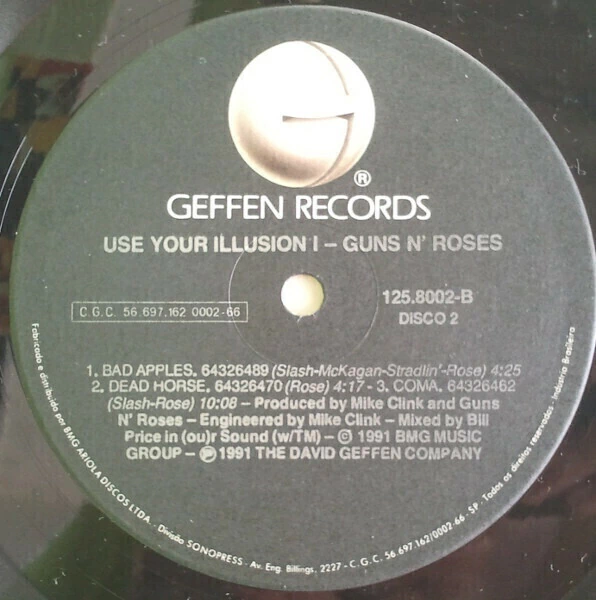 ®
GEFFEN RECORDS
USE YOUR ILLUSION I – GUNS N' ROSES
C.G.C. 56 697.162 0002-66
125.8002-B
DISCO 2
1. BAD APPLES. 64326489 (Slash-McKagan-Stradlin'-Rose) 4:25
2. DEAD HORSE. 64326470 (Rose) 4:17 - 3. COMA. 64326462
(Slash-Rose) 10:08 – Produced by Mike Clink and Guns
N' Roses – Engineered by Mike Clink – Mixed by Bill
Price in (ou)r Sound (w/TM) – © 1991 BMG MUSIC
GROUP – ℗ 1991 THE DAVID GEFFEN COMPANY
Fabricado e distribuído por BMG ARIOLA DISCOS LTDA. - Divisão SONOPRESS - Av. Eng. Billings, 2227 - C.G.C. 56 697.162/0002-66 - SP - Todos os direitos reservados - Indústria Brasileira